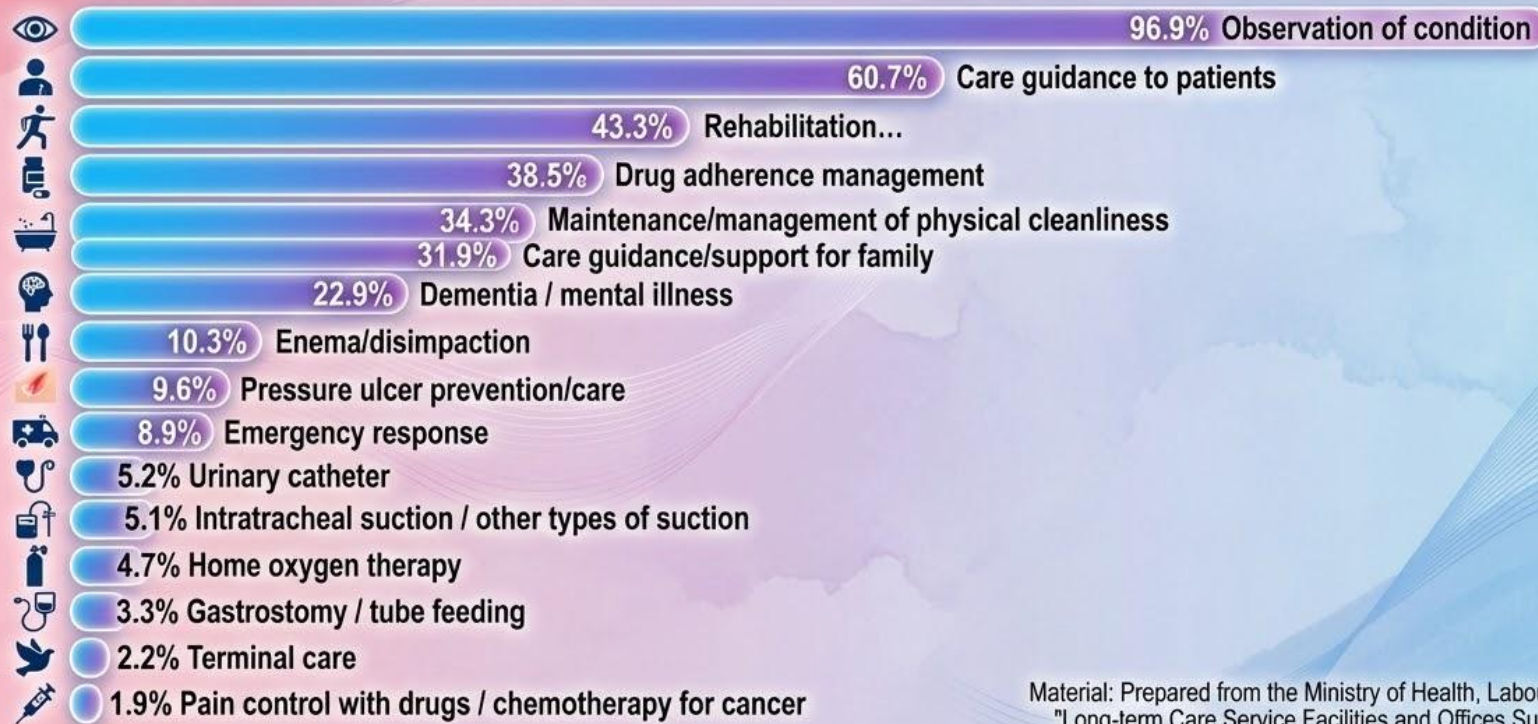 96.9% Observation of condition
60.7% Care guidance to patients
43.3% Rehabilitation...
38.5% Drug adherence management
34.3% Maintenance/management of physical cleanliness
31.9% Care guidance/support for family
22.9% Dementia / mental illness
10.3% Enema/disimpaction
9.6% Pressure ulcer prevention/care
8.9% Emergency response
5.2% Urinary catheter
5.1% Intratracheal suction / other types of suction
4.7% Home oxygen therapy
3.3% Gastrostomy / tube feeding
2.2% Terminal care
1.9% Pain control with drugs / chemotherapy for cancer
Material: Prepared from the Ministry of Health,
"Long-term Care Service Facilities and Offices